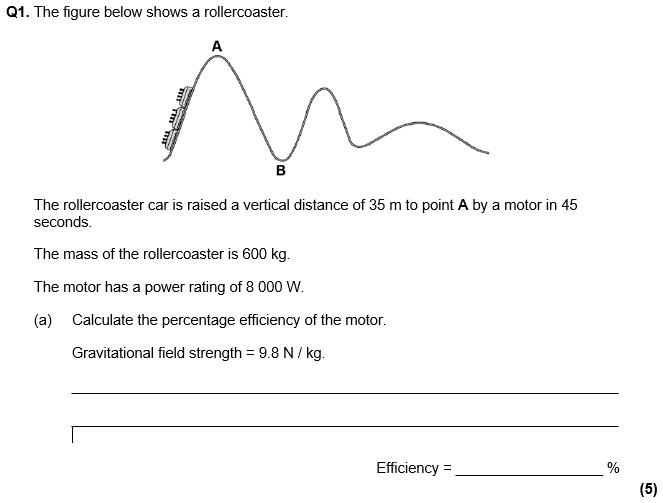 Q1. The figure below shows a rollercoaster.
A
B
The rollercoaster car is raised a vertical distance of 35 m to point A by a motor in 45
seconds.
The mass of the rollercoaster is 600 kg.
The motor has a power rating of 8 000 W.
(a) Calculate the percentage efficiency of the motor.
Gravitational field strength = 9.8 N / kg.
Efficiency = ____________________ %
(5)